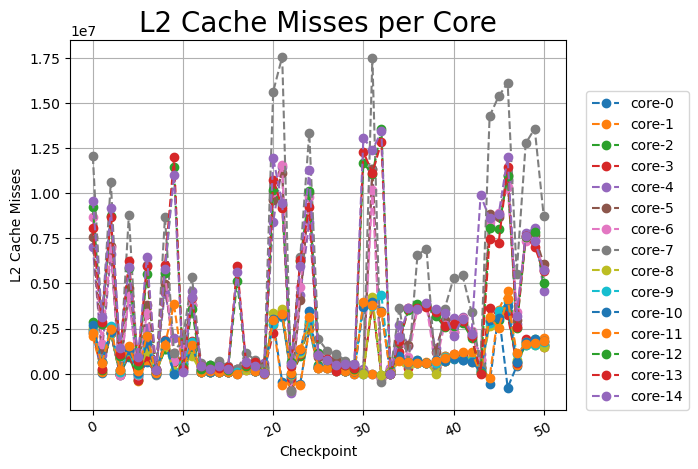 L2 Cache Misses per Core
1e7
17.5
1.75
1.50
1.25
1.00
0.75
0.50
0.25
0.00
L2 Cache Misses
0
10
20
30
40
50
Checkpoint
core-0
core-1
core-2
core-3
core-4
core-5
core-6
core-7
core-8
core-9
core-10
core-11
core-12
core-13
core-14